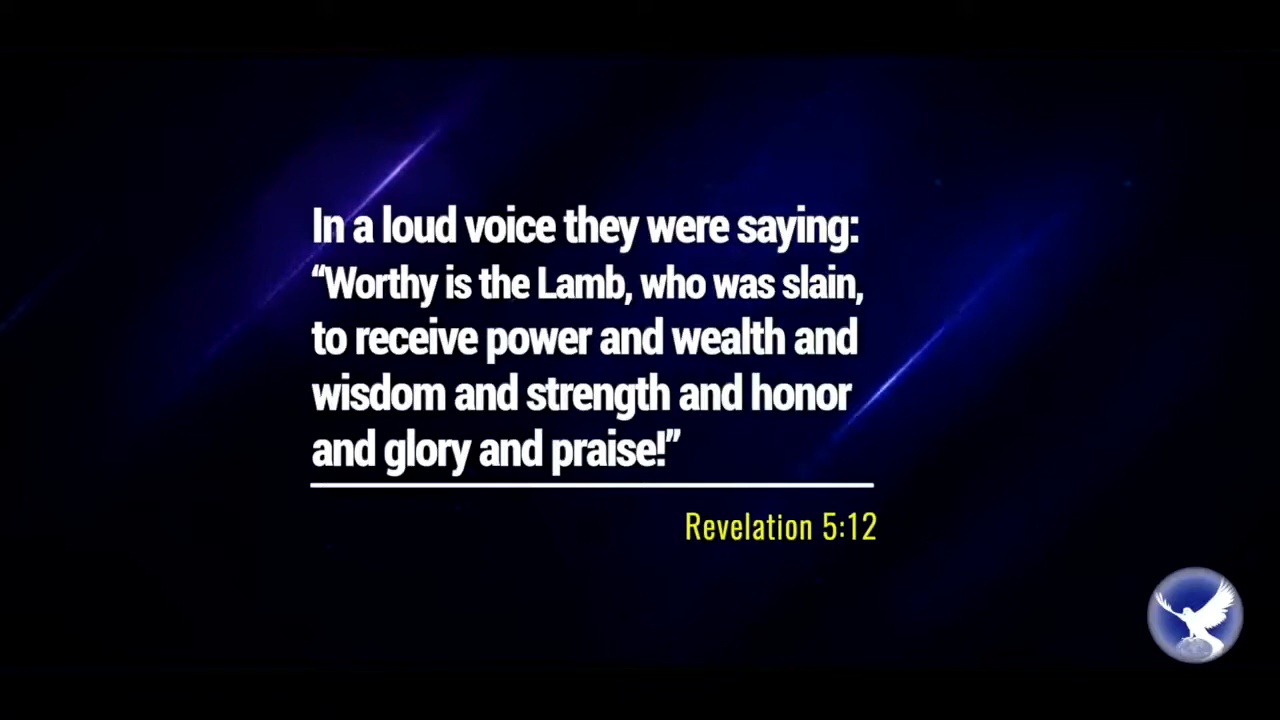 In a loud voice they were saying:
“Worthy is the Lamb, who was slain,
to receive power and wealth and
wisdom and strength and honor
and glory and praise!”
Revelation 5:12